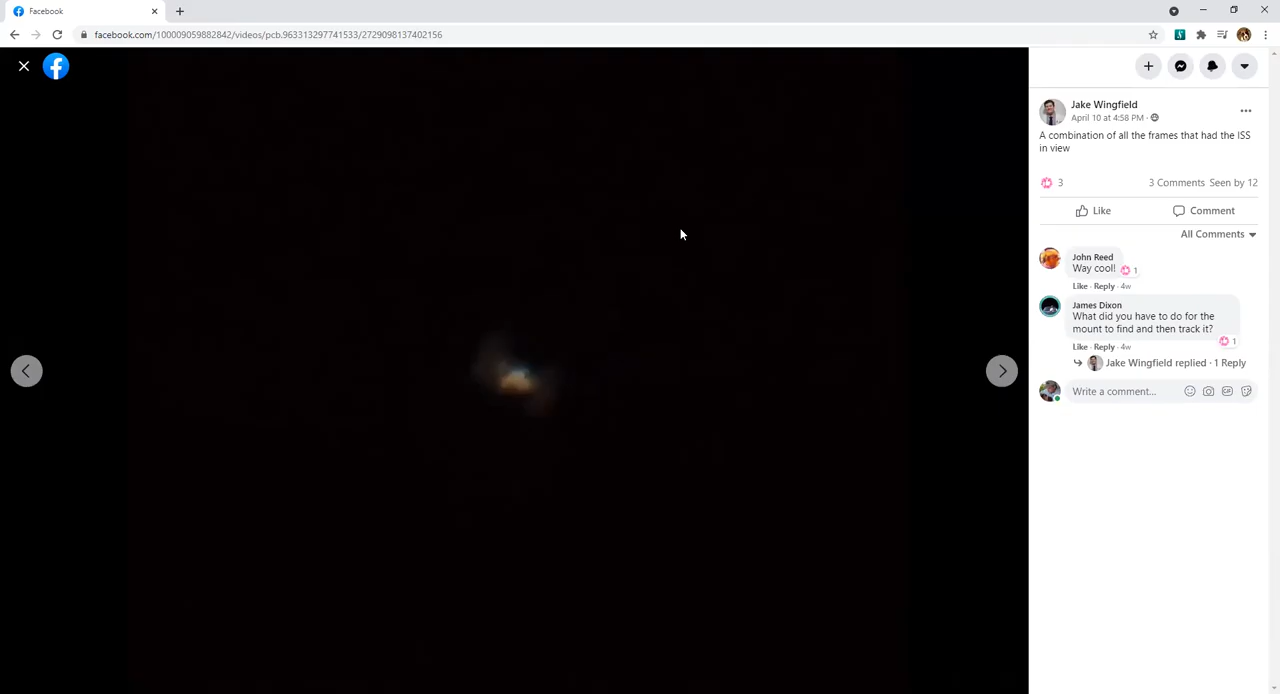 Facebook
facebook.com/100009059882842/videos/pcb.963313297741533/2729098137402156
Jake Wingfield
April 10 at 4:58 PM ·
A combination of all the frames that had the ISS
in view
3
3 Comments Seen by 12
Like
Comment
All Comments
John Reed
Way cool!
1
Like · Reply · 4w
James Dixon
What did you have to do for the
mount to find and then track it?
1
Like · Reply · 4w
Jake Wingfield replied · 1 Reply
Write a comment...
GIF